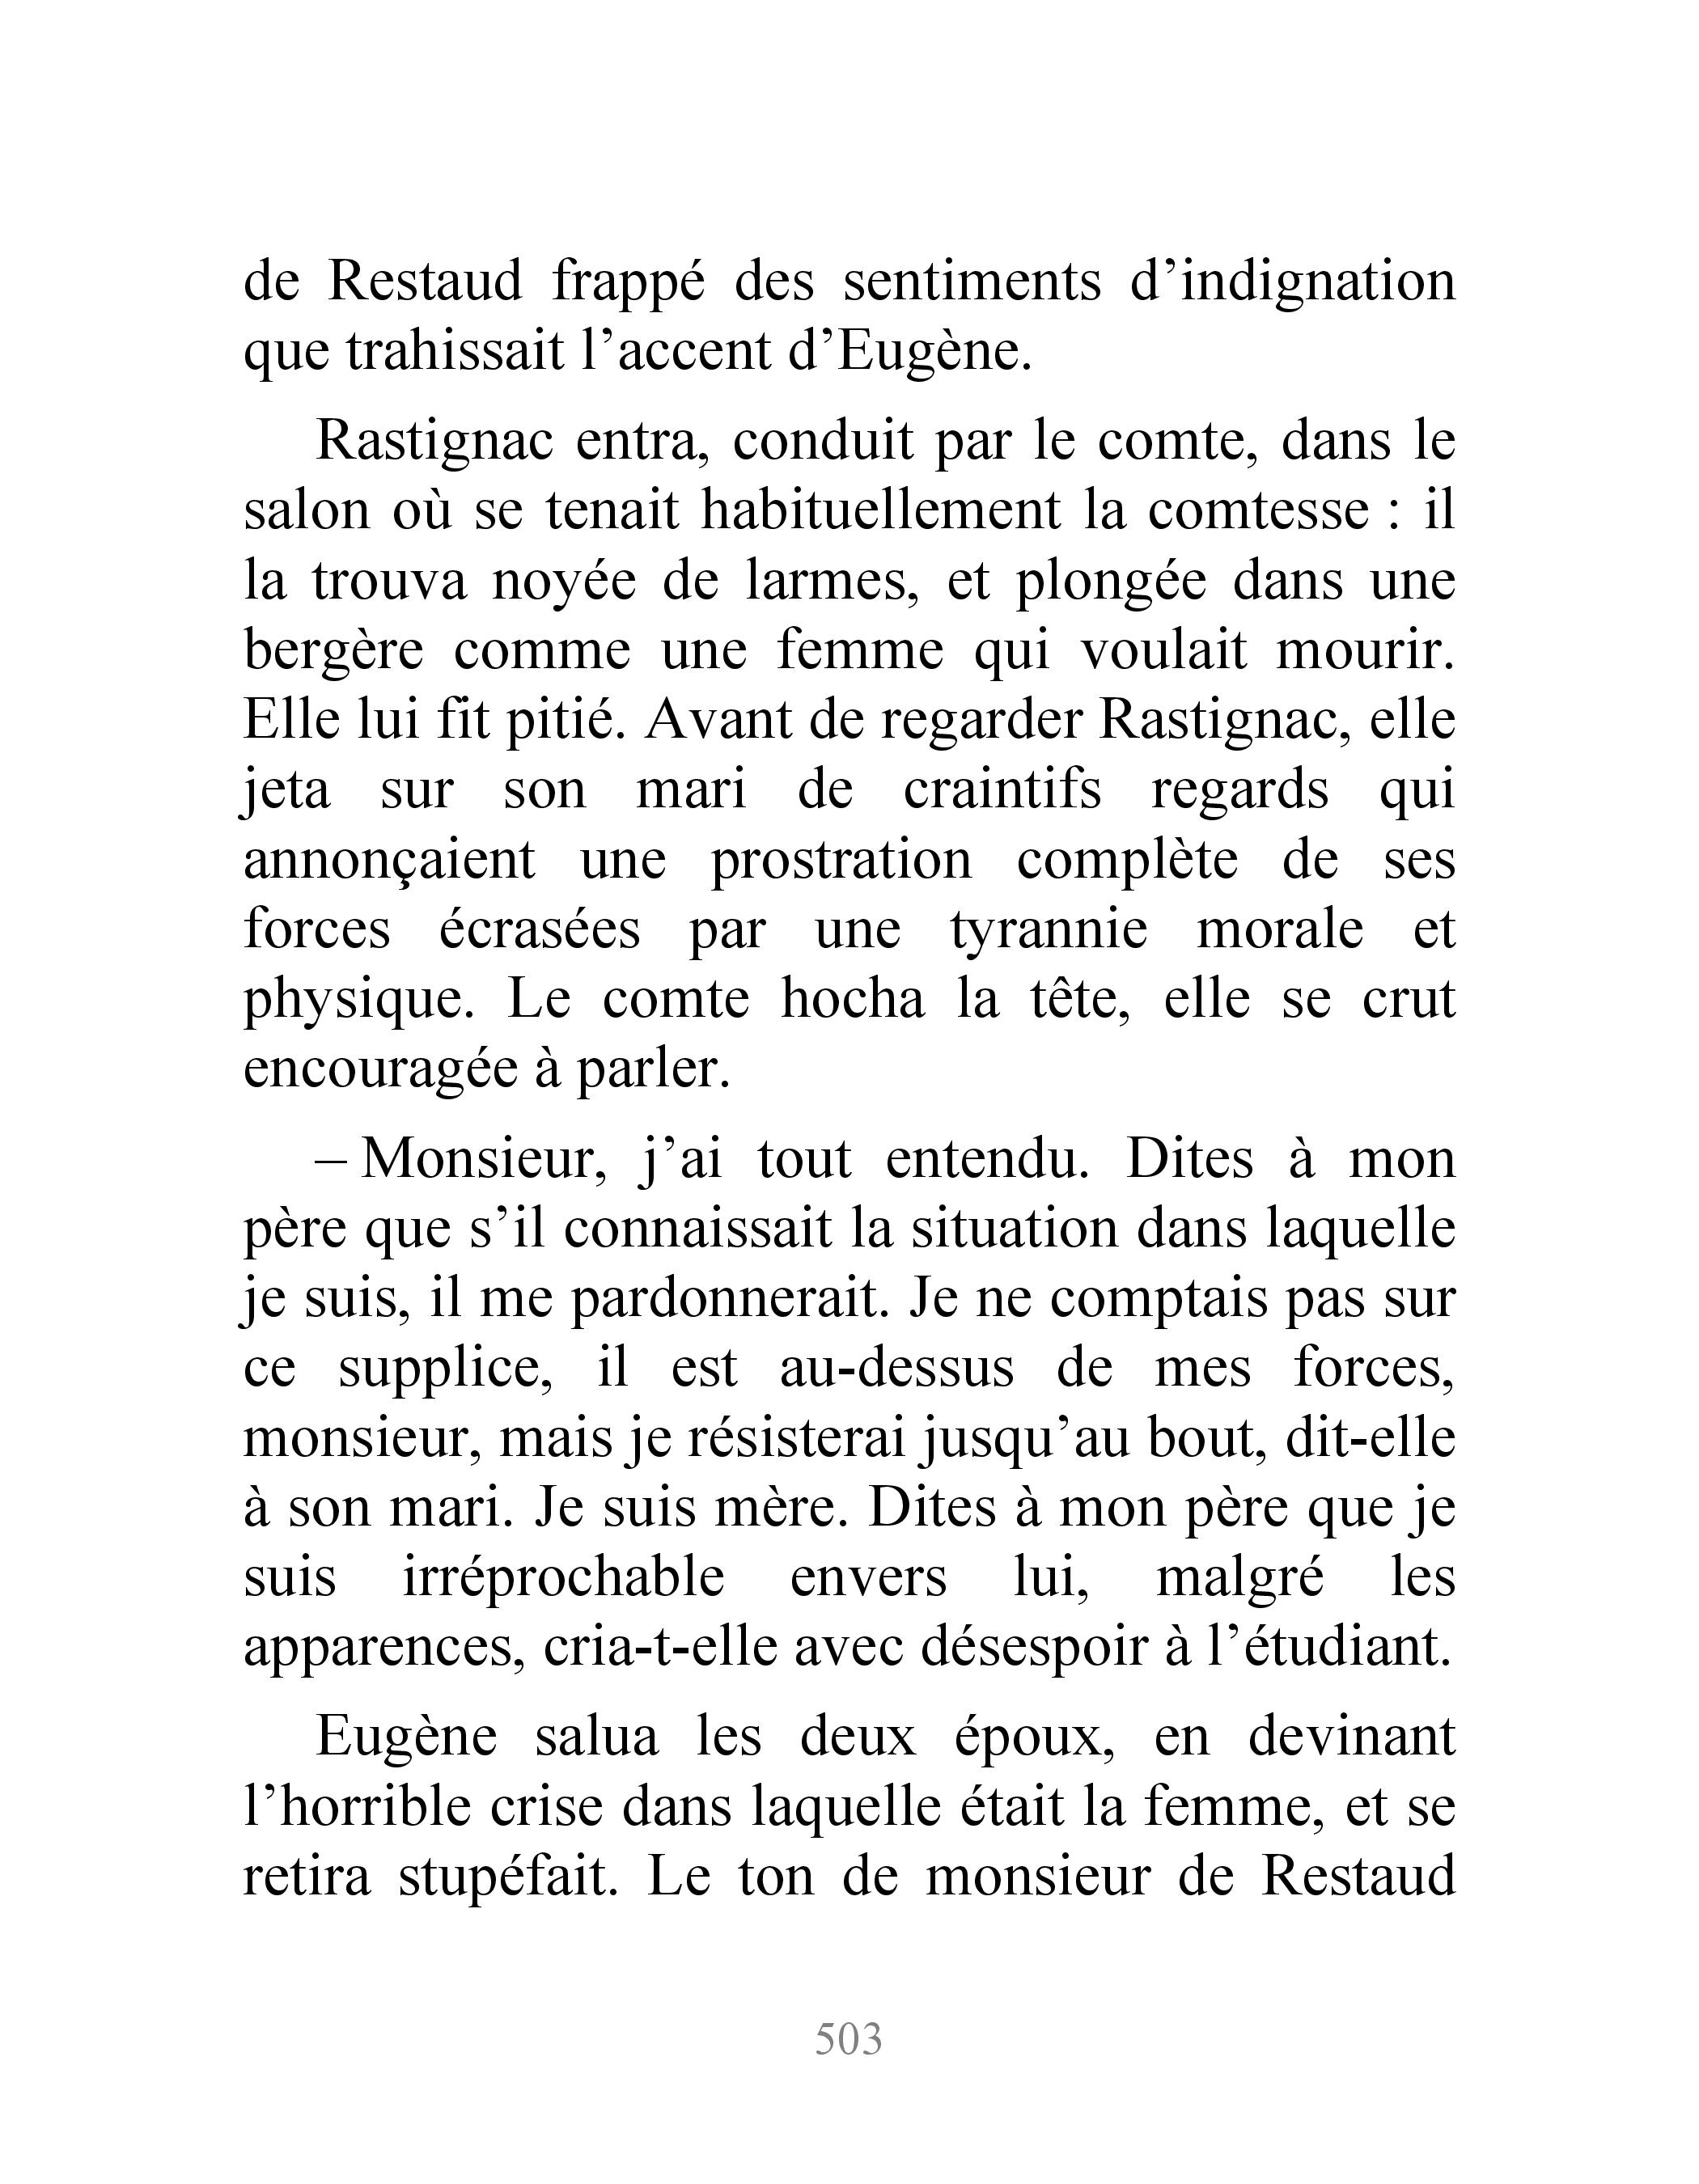 de Restaud frappé des sentiments d’indignation
que trahissait l’accent d’Eugène.
Rastignac entra, conduit par le comte, dans le
salon où se tenait habituellement la comtesse : il
la trouva noyée de larmes, et plongée dans une
bergère comme une femme qui voulait mourir.
Elle lui fit pitié. Avant de regarder Rastignac, elle
jeta sur son mari de craintifs regards qui
annonçaient une prostration complète de ses
forces écrasées par une tyrannie morale et
physique. Le comte hocha la tête, elle se crut
encouragée à parler.
– Monsieur, j’ai tout entendu. Dites à mon
père que s’il connaissait la situation dans laquelle
je suis, il me pardonnerait. Je ne comptais pas sur
ce supplice, il est au-dessus de mes forces,
monsieur, mais je résisterai jusqu’au bout, dit-elle
à son mari. Je suis mère. Dites à mon père que je
suis irréprochable envers lui, malgré les
apparences, cria-t-elle avec désespoir à l’étudiant.
Eugène salua les deux époux, en devinant
l’horrible crise dans laquelle était la femme, et se
retira stupéfait. Le ton de monsieur de Restaud
503